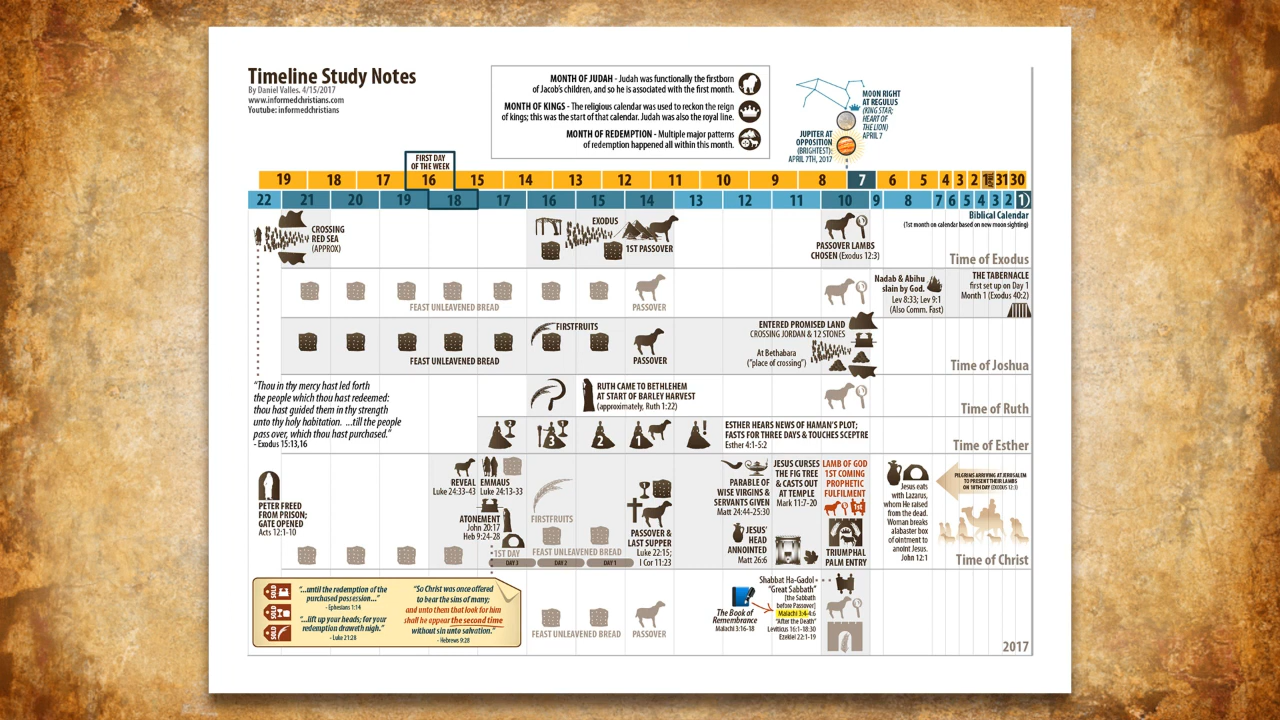 Timeline Study Notes
By Daniel Valles. 4/15/2017
www.informedchristians.com
Youtube: informedchristians
MONTH OF JUDAH - Judah was functionally the firstborn
of Jacob's children, and so he is associated with the first month.
MONTH OF KINGS - The religious calendar was used to reckon the reign
of kings; this was the start of that calendar. Judah was also the royal line.
MONTH OF REDEMPTION - Multiple major patterns
of redemption happened all within this month.
MOON RIGHT
AT REGULUS
(KING STAR;
HEART OF
THE LION)
APRIL 7
JUPITER AT
OPPOSITION
(BRIGHTEST):
APRIL 7TH, 2017
FIRST DAY
OF THE WEEK
19 18 17 16 15 14 13 12 11 10 9 8 7 6 5 4 3 2 31 30
22 21 20 19 18 17 16 15 14 13 12 11 10 9 8 7 6 5 4 3 2 1
Biblical Calendar
(1st month on calendar based on new moon sighting)
CROSSING
RED SEA
(APPROX)
EXODUS
1ST PASSOVER
PASSOVER LAMBS
CHOSEN (Exodus 12:3)
Time of Exodus
FEAST UNLEAVENED BREAD
PASSOVER
Nadab & Abihu
slain by God.
Lev 8:33; Lev 9:1
(Also Comm. Fast)
THE TABERNACLE
first set up on Day 1
Month 1 (Exodus 40:2)
FIRSTFRUITS
FEAST UNLEAVENED BREAD
PASSOVER
ENTERED PROMISED LAND
CROSSING JORDAN & 12 STONES
At Bethabara
("place of crossing")
Time of Joshua
"Thou in thy mercy hast led forth
the people which thou hast redeemed:
thou hast guided them in thy strength
unto thy holy habitation. ...till the people
pass over, which thou hast purchased."
- Exodus 15:13,16
RUTH CAME TO BETHLEHEM
AT START OF BARLEY HARVEST
(approximately, Ruth 1:22)
Time of Ruth
3
2
1
!
ESTHER HEARS NEWS OF HAMAN'S PLOT;
FASTS FOR THREE DAYS & TOUCHES SCEPTRE
Esther 4:1-5:2
Time of Esther
PETER FREED
FROM PRISON;
GATE OPENED
Acts 12:1-10
REVEAL
Luke 24:33-43
EMMAUS
Luke 24:13-33
ATONEMENT
John 20:17
Heb 9:24-28
1ST DAY
FIRSTFRUITS
FEAST UNLEAVENED BREAD
DAY 3 DAY 2 DAY 1
PASSOVER &
LAST SUPPER
Luke 22:15;
I Cor 11:23
PARABLE OF
WISE VIRGINS &
SERVANTS GIVEN
Matt 24:44-25:30
JESUS'
HEAD
ANNOINTED
Matt 26:6
JESUS CURSES
THE FIG TREE
& CASTS OUT
AT TEMPLE
Mark 11:7-20
LAMB OF GOD
1ST COMING
PROPHETIC
FULFILMENT
1st
TRIUMPHAL
PALM ENTRY
Jesus eats
with Lazarus,
whom He raised
from the dead.
Woman breaks
alabaster box
of ointment to
anoint Jesus.
John 12:1
PILGRIMS ARRIVING AT JERUSALEM
TO PRESENT THEIR LAMBS
ON 10TH DAY (EXODUS 12:3)
Time of Christ
SOLD
SOLD
SOLD
"...until the redemption of the
purchased possession..."
- Ephesians 1:14
"...lift up your heads; for your
redemption draweth nigh."
- Luke 21:28
"So Christ was once offered
to bear the sins of many;
and unto them that look for him
shall he appear the second time
without sin unto salvation."
- Hebrews 9:28
FEAST UNLEAVENED BREAD
PASSOVER
The Book of
Remembrance
Malachi 3:16-18
Shabbat Ha-Gadol
"Great Sabbath"
[the Sabbath
before Passover]
Malachi 3:4-4:6
"After the Death"
Leviticus 16:1-18:30
Ezekiel 22:1-19
2017